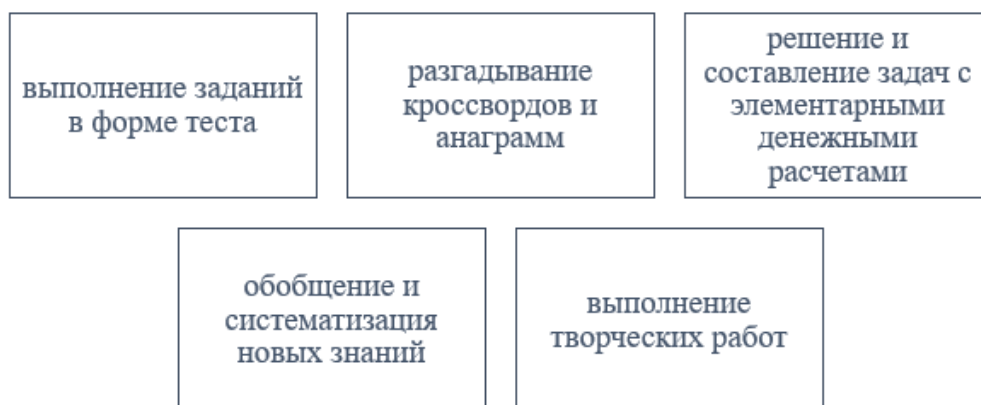 выполнение заданий
в форме теста
разгадывание
кроссвордов и
анаграмм
решение и
составление задач с
элементарными
денежными
расчетами
обобщение и
систематизация
новых знаний
выполнение
творческих работ